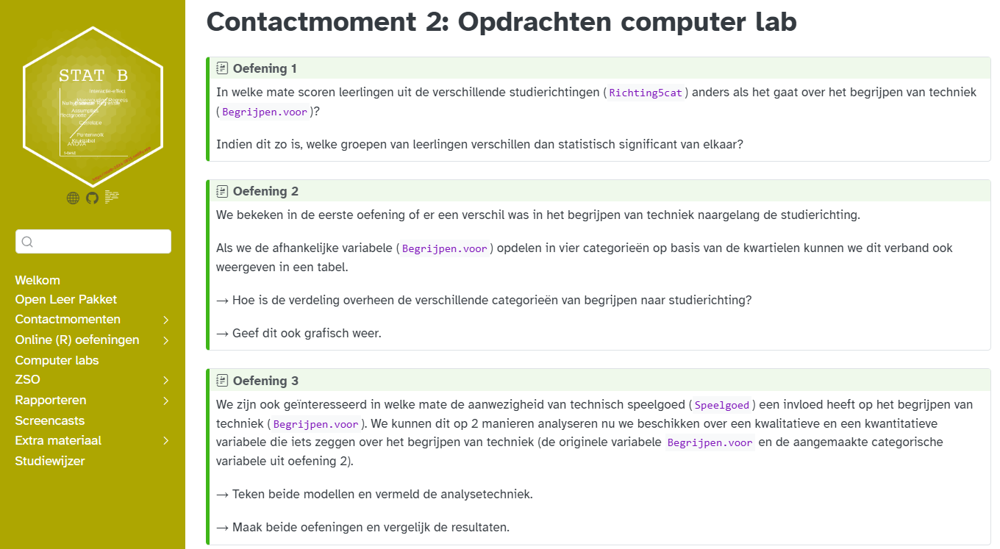 STAT B
Interactie-effect
Assumpties
Correlatie
Puntenwolk
Kruistabel
ANOVA
t-test
Welkom
Open Leer Pakket
Contactmomenten
Online (R) oefeningen
Computer labs
ZSO
Rapporteren
Screencasts
Extra materiaal
Studiewijzer
Contactmoment 2: Opdrachten computer lab
Oefening 1
In welke mate scoren leerlingen uit de verschillende studierichtingen (Richting5cat) anders als het gaat over het begrijpen van techniek
(Begrijpen.voor)?
Indien dit zo is, welke groepen van leerlingen verschillen dan statistisch significant van elkaar?
Oefening 2
We bekeken in de eerste oefening of er een verschil was in het begrijpen van techniek naargelang de studierichting.
Als we de afhankelijke variabele (Begrijpen.voor) opdelen in vier categorieën op basis van de kwartielen kunnen we dit verband ook
weergeven in een tabel.
→ Hoe is de verdeling overheen de verschillende categorieën van begrijpen naar studierichting?
→ Geef dit ook grafisch weer.
Oefening 3
We zijn ook geïnteresseerd in welke mate de aanwezigheid van technisch speelgoed (Speelgoed) een invloed heeft op het begrijpen van
techniek (Begrijpen.voor). We kunnen dit op 2 manieren analyseren nu we beschikken over een kwalitatieve en een kwantitatieve
variabele die iets zeggen over het begrijpen van techniek (de originele variabele Begrijpen.voor en de aangemaakte categorische
variabele uit oefening 2).
→ Teken beide modellen en vermeld de analysetechniek.
→ Maak beide oefeningen en vergelijk de resultaten.